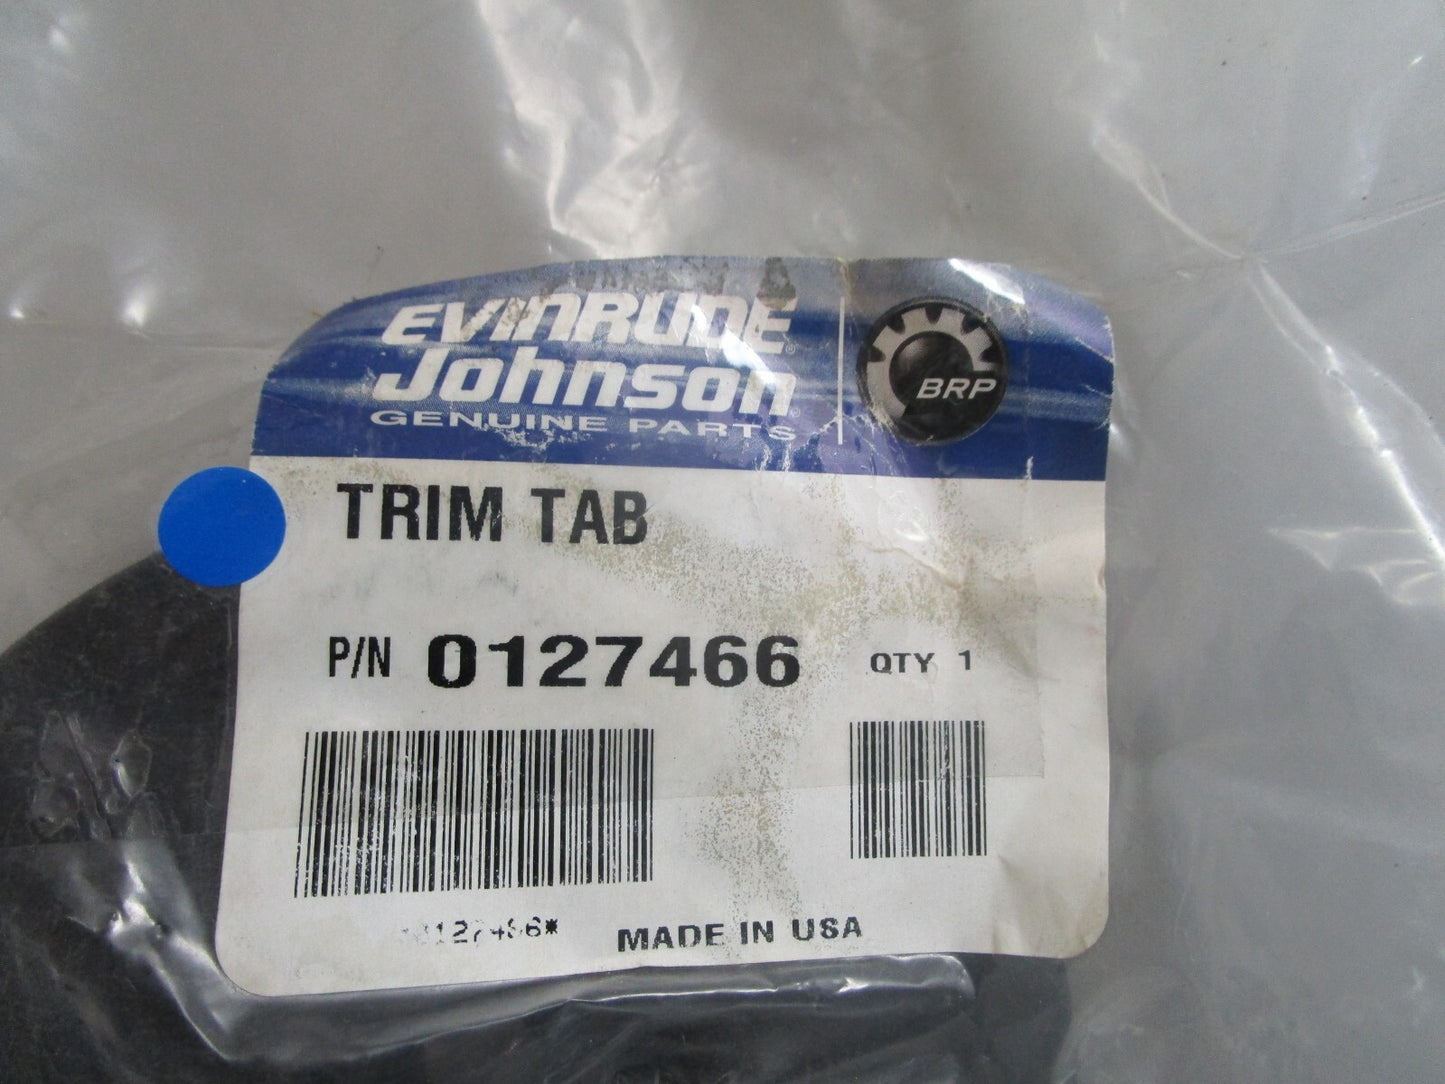 EVINRUDE®
Johnson®
GENUINE PARTS
BRP
TRIM TAB
P/N 0127466 QTY 1
MADE IN USA